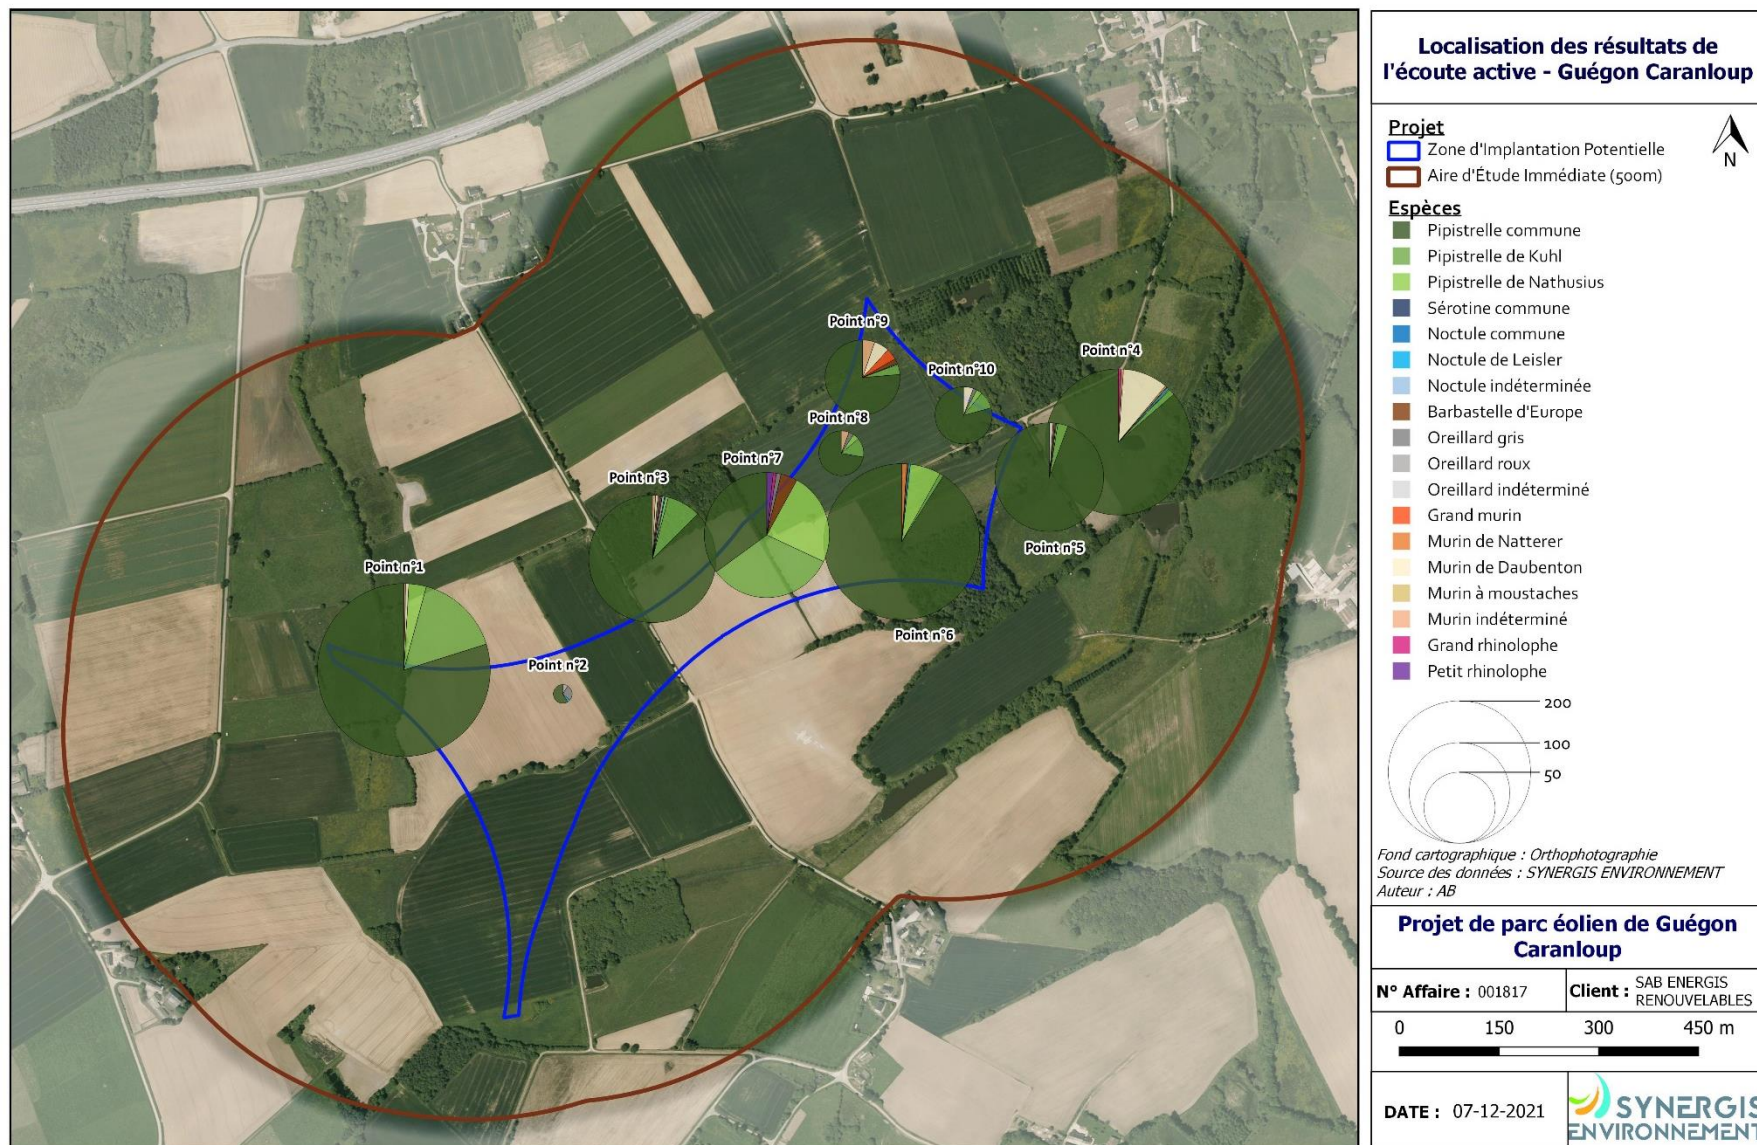 Point n°9
Point n°4
Point n°10
Point n°8
Point n°7
Point n°3
Point n°5
Point n°1
Point n°6
Point n°2
Localisation des résultats de
l'écoute active - Guégon Caranloup
Projet
Zone d'Implantation Potentielle
Aire d'Étude Immédiate (500m)
N
Espèces
Pipistrelle commune
Pipistrelle de Kuhl
Pipistrelle de Nathusius
Sérotine commune
Noctule commune
Noctule de Leisler
Noctule indéterminée
Barbastelle d'Europe
Oreillard gris
Oreillard roux
Oreillard indéterminé
Grand murin
Murin de Natterer
Murin de Daubenton
Murin à moustaches
Murin indéterminé
Grand rhinolophe
Petit rhinolophe
200
100
50
Fond cartographique : Orthophotographie
Source des données : SYNERGIS ENVIRONNEMENT
Auteur : AB
Projet de parc éolien de Guégon
Caranloup
N° Affaire : 001817
Client : SAB ENERGIS
RENOUVELABLES
0 150 300 450 m
DATE : 07-12-2021
SYNERGIS
ENVIRONNEMENT